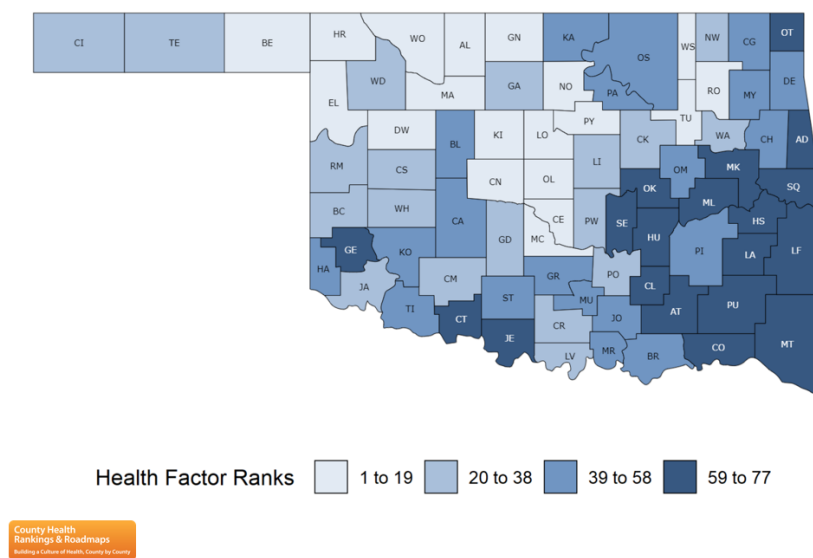 CI TE BE HR WO AL GN KA OS WS NW CG OT
WD MA GA NO PA RO MY DE
EL DW BL KI LO PY TU WA CH AD
RM CS CN OL LI CK OM MK SQ
BC WH CA CE PW OK ML HS
GE KO GD MC SE HU PI LA LF
HA JA CM GR PO CL
TI CT ST MU JO AT PU MT
JE CR LV MR BR CO
Health Factor Ranks 1 to 19 20 to 38 39 to 58 59 to 77
County Health
Rankings & Roadmaps
Building a Culture of Health, County by County